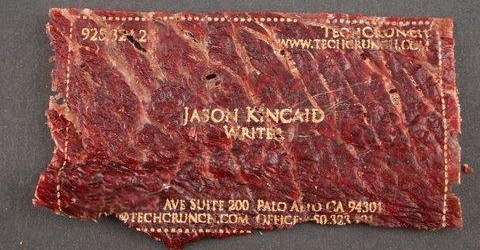 TECHCRUNCH
WWW.TECHCRUNCH.COM
JASON KINCAID
WRITER
AVE SUITE 200 PALO ALTO CA 94301
@TECHCRUNCH.COM OFFICE